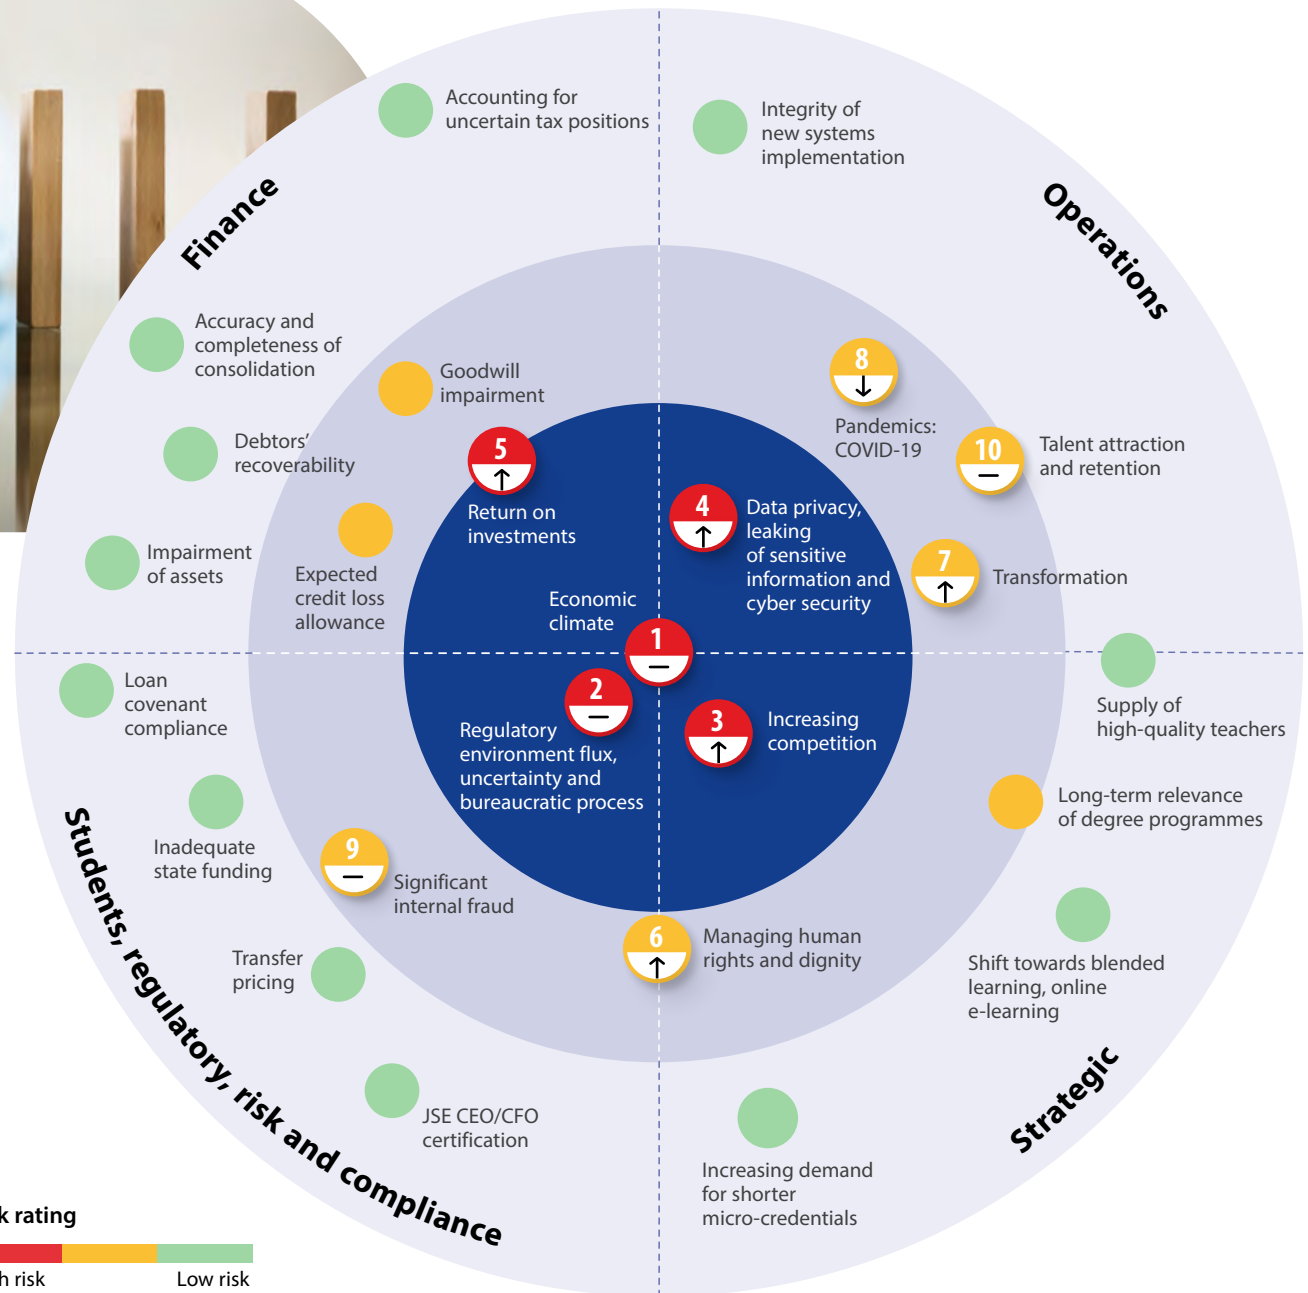 Accounting for
uncertain tax positions
Integrity of
new systems
implementation
Finance
Operations
Accuracy and
completeness of
consolidation
Goodwill
impairment
8
Pandemics:
COVID-19
Debtors'
recoverability
5
Return on
investments
10
Talent attraction
and retention
4
Data privacy,
leaking
of sensitive
information and
cyber security
Impairment
of assets
Expected
credit loss
allowance
7
Transformation
Economic
climate
1
Loan
covenant
compliance
2
Regulatory
environment flux,
uncertainty and
bureaucratic process
3
Increasing
competition
Supply of
high-quality teachers
Long-term relevance
of degree programmes
Inadequate
state funding
9
Significant
internal fraud
6
Managing human
rights and dignity
Shift towards blended
learning, online
e-learning
Transfer
pricing
JSE CEO/CFO
certification
Students, regulatory, risk and compliance
Strategic
Increasing demand
for shorter
micro-credentials
k rating
h risk
Low risk